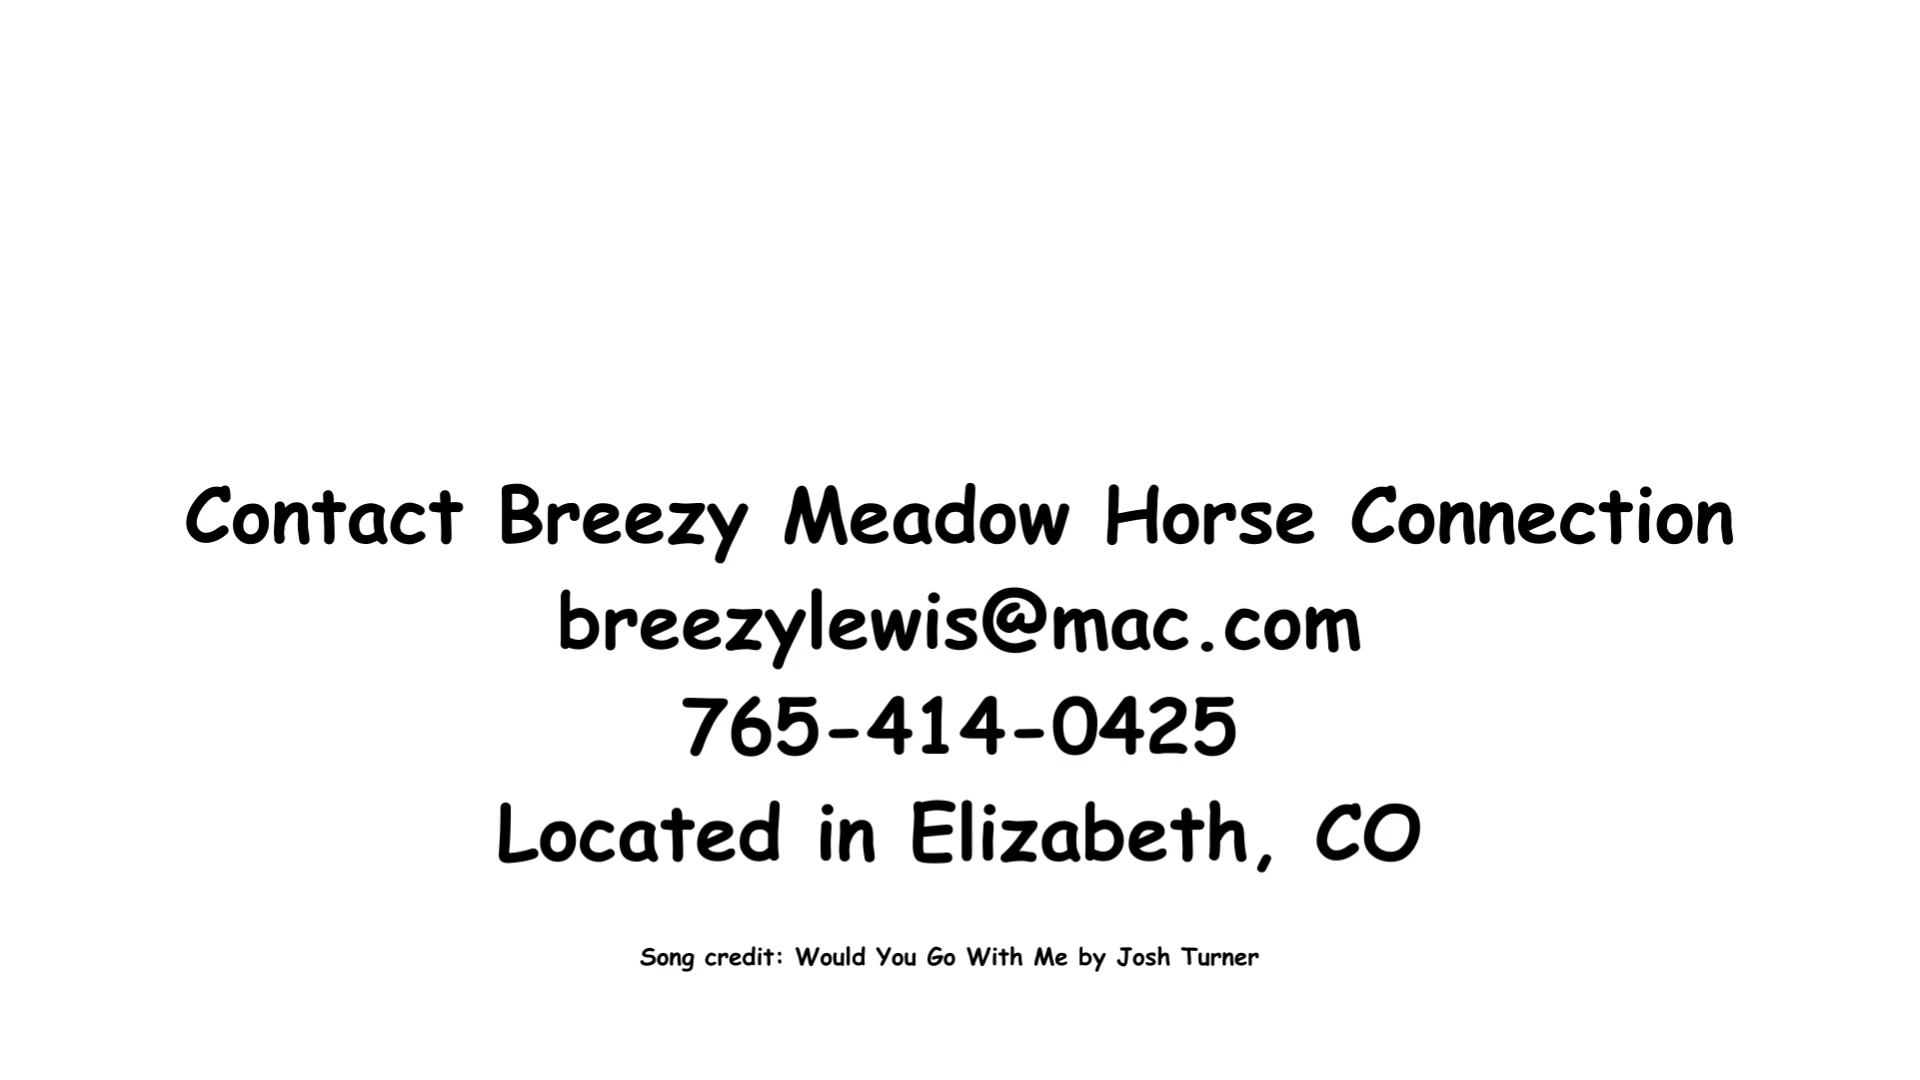 Contact Breezy Meadow Horse Connection
breezylewis@mac.com
765-414-0425
Located in Elizabeth, CO
Song credit: Would You Go With Me by Josh Turner